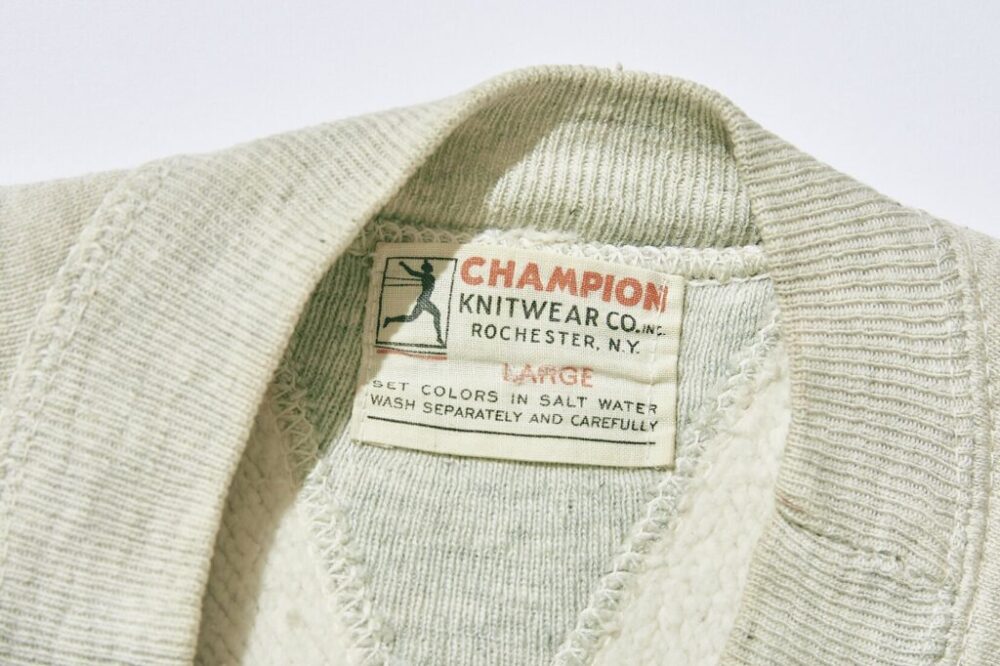 CHAMPION
KNITWEAR CO. INC.
ROCHESTER, N.Y.
LARGE
SET COLORS IN SALT WATER
WASH SEPARATELY AND CAREFULLY